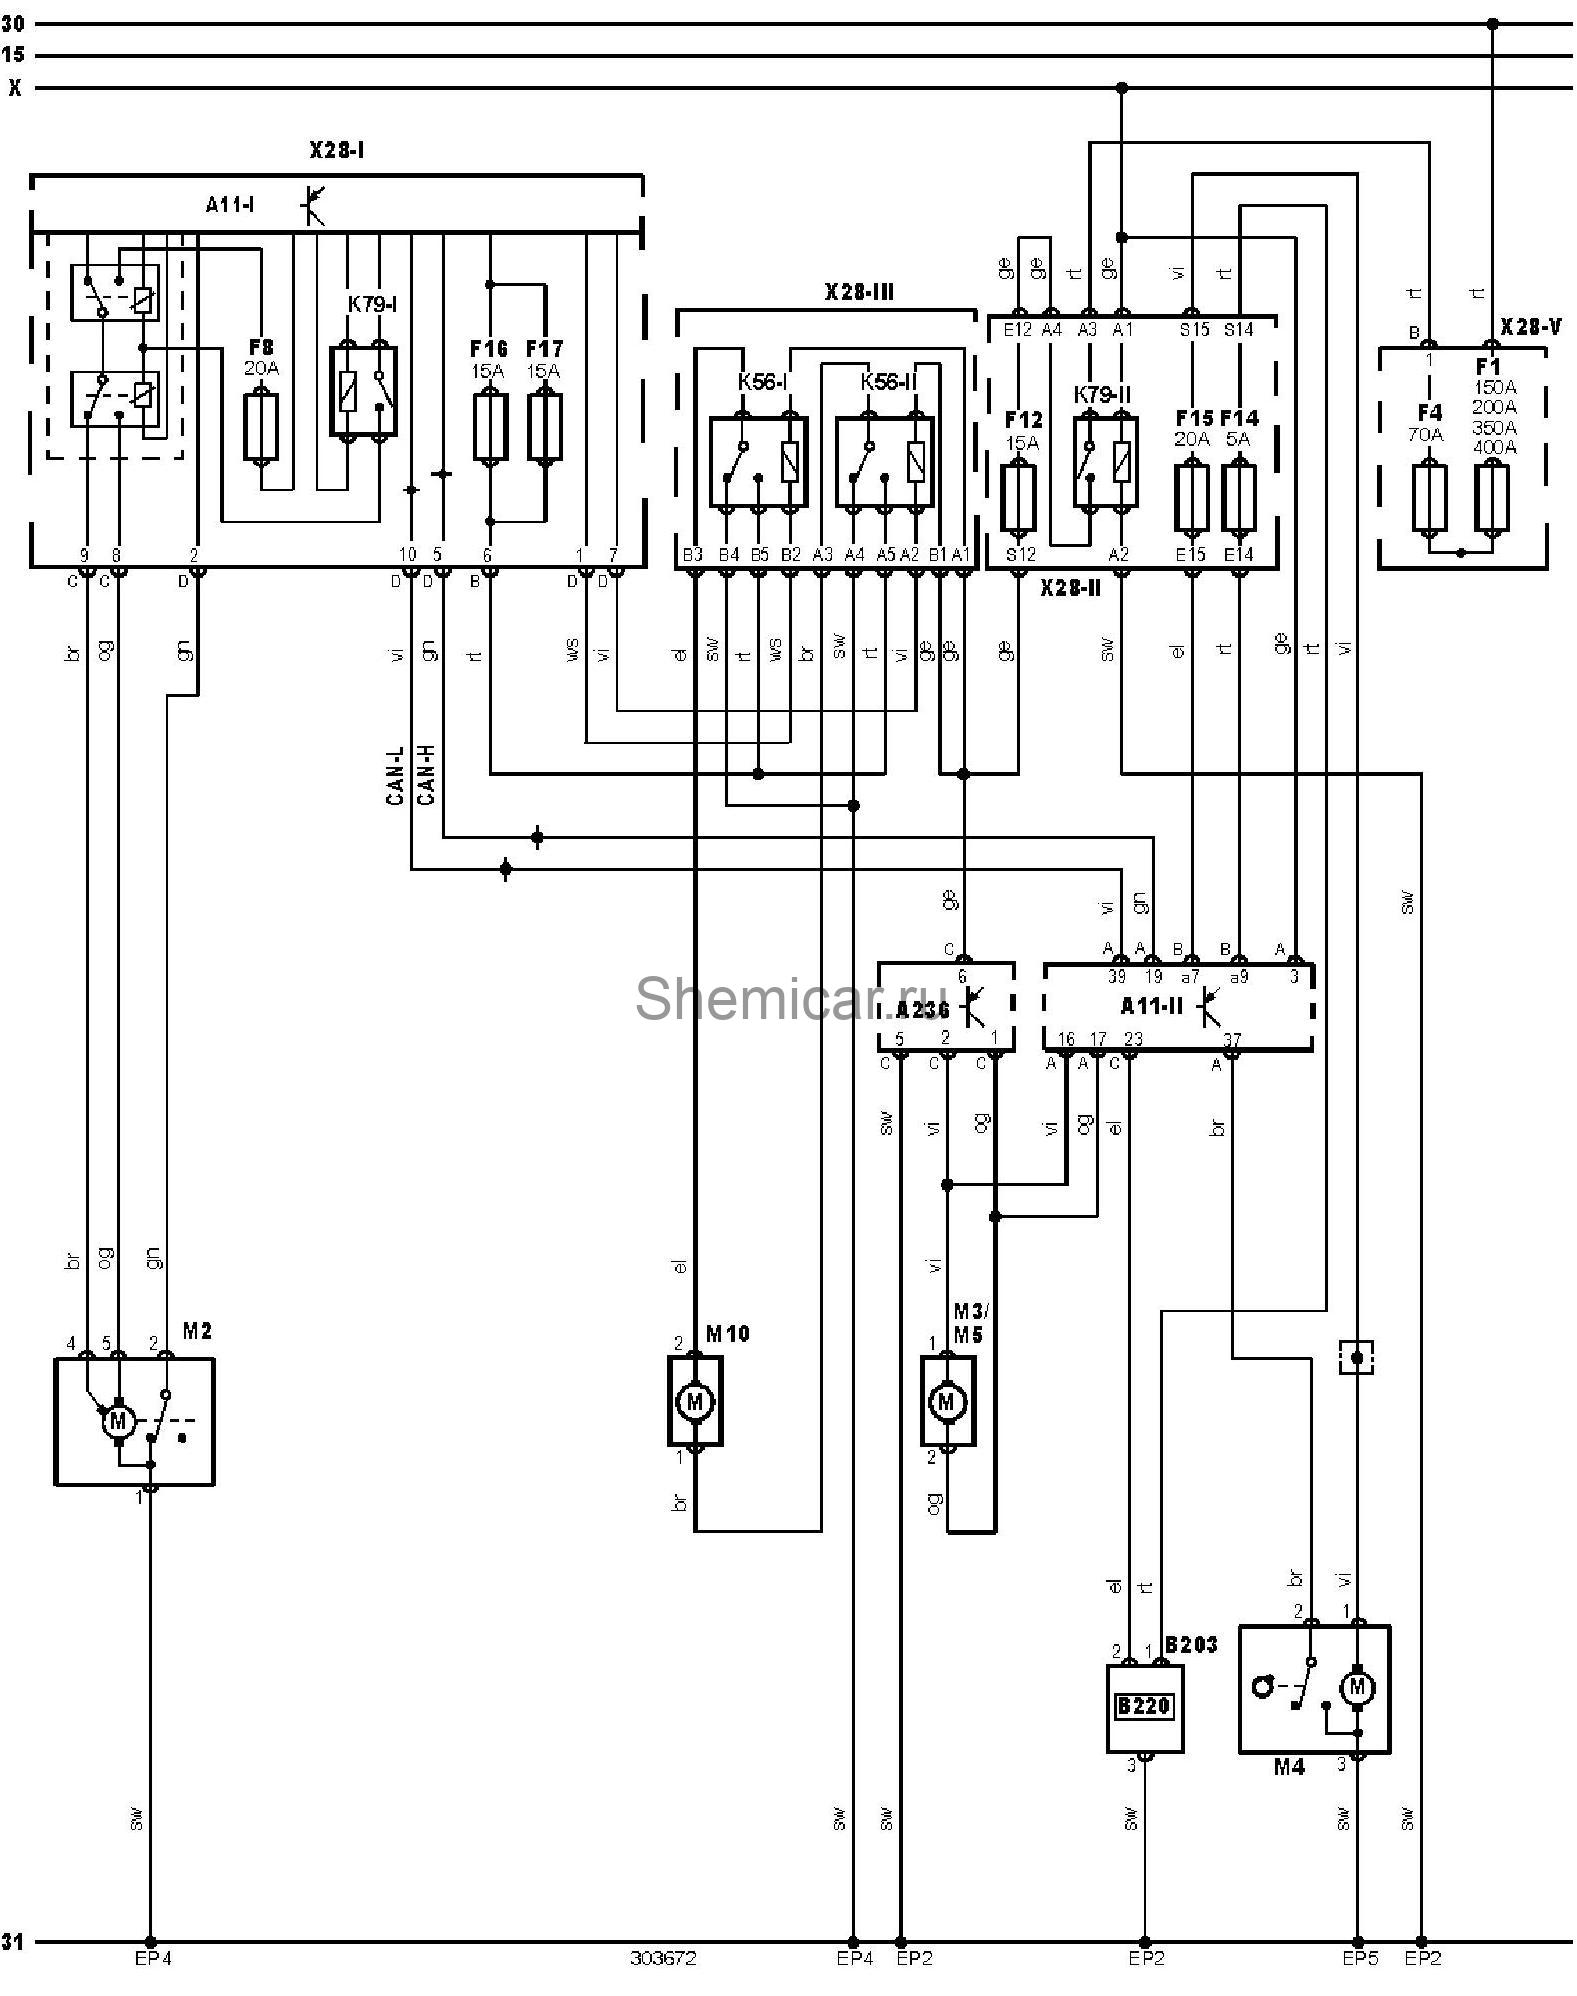 30
15
X
X28-I
A11-I
K79-I
F8
20A
F16
15A
F17
15A
9 8 2 10 5 6 1 7
C C D D D B D D
X28-III
K56-I
K56-II
B3 B4 B5 B2 A3 A4 A5 A2 B1 A1
ge ge rt ge vi rt
E12 A4 A3 A1 S15 S14
F12
15A
K79-II
F15
20A
F14
5A
S12 A2 E15 E14
X28-II
rt rt
B
1
X28-V
F1
150A
200A
350A
400A
F4
70A
br og gn vi gn rt ws vi el sw rt ws br sw rt vi ge ge ge sw el rt ge rt vi
CAN-L
CAN-H
ge vi gn sw
C A A B B A
6 39 19 a7 a9 3
Shemicar.ru
A236
A11-II
5 2 1 16 17 23 37
C C C A A C A
sw vi og vi og el br
br og gn el vi
4 5 2
M2
M
1
2
M10
M
1
br
M3/
M5
1
M
2
og
el rt br vi
2 1
B203
B220
3
2 1
M
M4
3
sw sw sw sw sw sw
31
EP4 303672 EP4 EP2 EP2 EP5 EP2